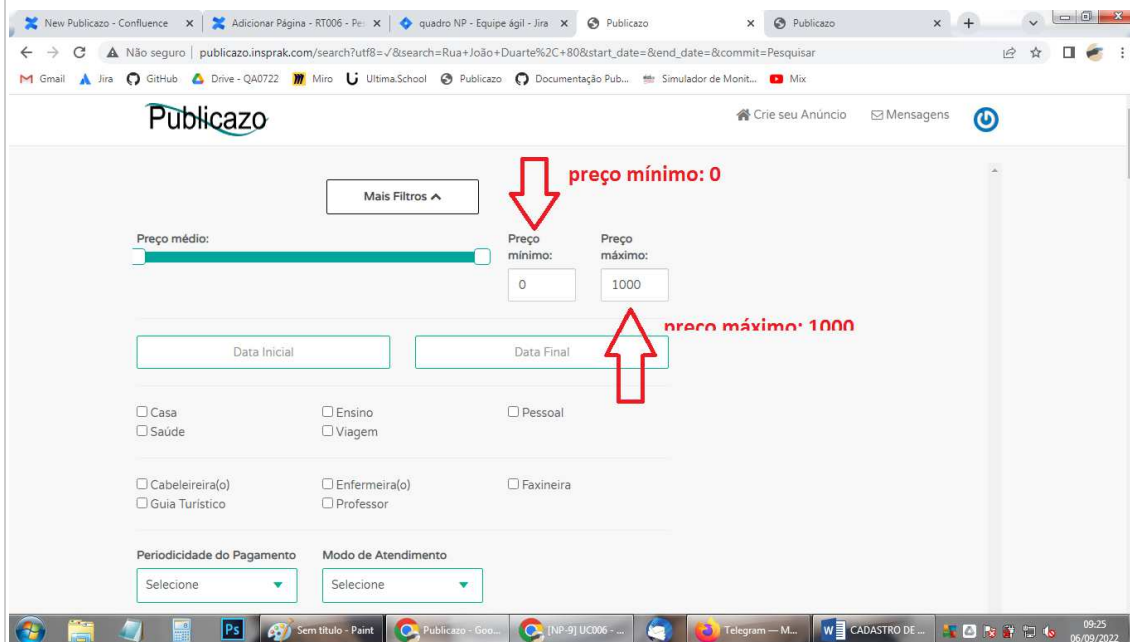 New Publicazo - Confluence
Adicionar Página - RT006 - Pe
quadro NP - Equipe ágil - Jira
Publicazo
Publicazo
Não seguro
publicazo.insprak.com/search?utf8=✓&search=Rua+João+Duarte%2C+80&start_date=&end_date=&commit=Pesquisar
Gmail Jira GitHub Drive - QA0722 Miro Ultima.School Publicazo Documentação Pub... Simulador de Monit... Mix
Publicazo
Crie seu Anúncio Mensagens
preço mínimo: 0
Mais Filtros
Preço médio:
Preço mínimo:
Preço máximo:
0
1000
preço máximo: 1000
Data Inicial Data Final
Casa Ensino Pessoal
Saúde Viagem
Cabeleireira(o) Enfermeira(o) Faxineira
Guia Turístico Professor
Periodicidade do Pagamento Modo de Atendimento
Selecione Selecione
Ps Sem título - Paint Publicazo - Goo... [NP-9] UC006 - ... Telegram — M... W CADASTRO DE ... 09:25
06/09/2022